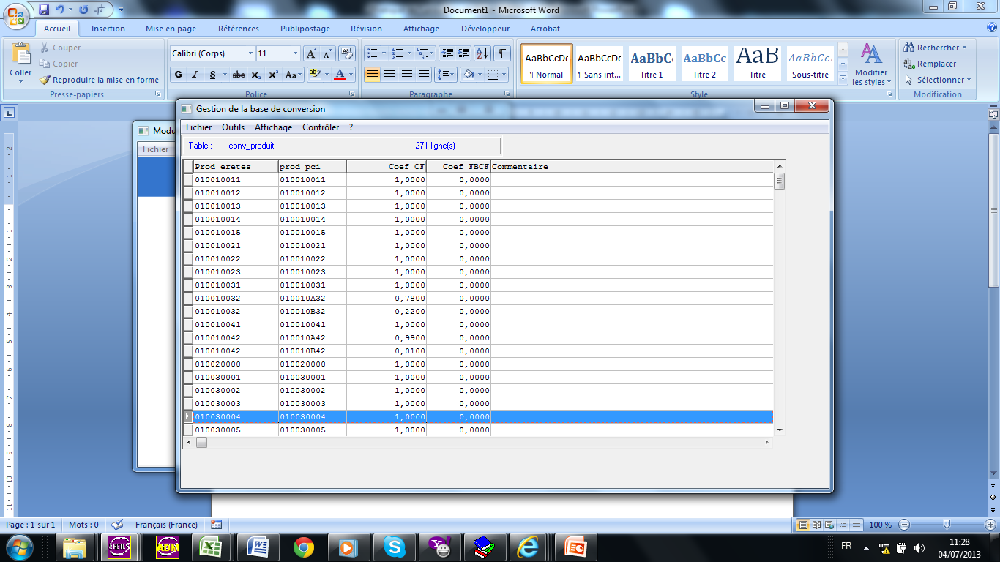 Document1 - Microsoft Word
Accueil Insertion Mise en page Références Publipostage Révision Affichage Développeur Acrobat
Coller
Couper
Copier
Reproduire la mise en forme
Presse-papiers
Calibri (Corps) 11
G I S abc x₂ x² Aa
Police
Paragraphe
AaBbCcDc AaBbCcDc AaBbC AaBbCc AaB AaBbCc.
¶ Normal ¶ Sans int... Titre 1 Titre 2 Titre Sous-titre
Modifier
les styles
Style
Rechercher
Remplacer
Sélectionner
Modification
Modu
Fichier
Gestion de la base de conversion
Fichier Outils Affichage Contrôler ?
Table : conv_produit 271 ligne(s)
Prod_eretes prod_pci Coef_CF Coef_FBCF Commentaire
010010011 010010011 1,0000 0,0000
010010012 010010012 1,0000 0,0000
010010013 010010013 1,0000 0,0000
010010014 010010014 1,0000 0,0000
010010015 010010015 1,0000 0,0000
010010021 010010021 1,0000 0,0000
010010022 010010022 1,0000 0,0000
010010023 010010023 1,0000 0,0000
010010031 010010031 1,0000 0,0000
010010032 010010A32 0,7800 0,0000
010010032 010010B32 0,2200 0,0000
010010041 010010041 1,0000 0,0000
010010042 010010A42 0,9900 0,0000
010010042 010010B42 0,0100 0,0000
010020000 010020000 1,0000 0,0000
010030001 010030001 1,0000 0,0000
010030002 010030002 1,0000 0,0000
010030003 010030003 1,0000 0,0000
010030004 010030004 1,0000 0,0000
010030005 010030005 1,0000 0,0000
Page : 1 sur 1 Mots : 0 Français (France) 100 %
ERETES
ADM
FR
11:28
04/07/2013